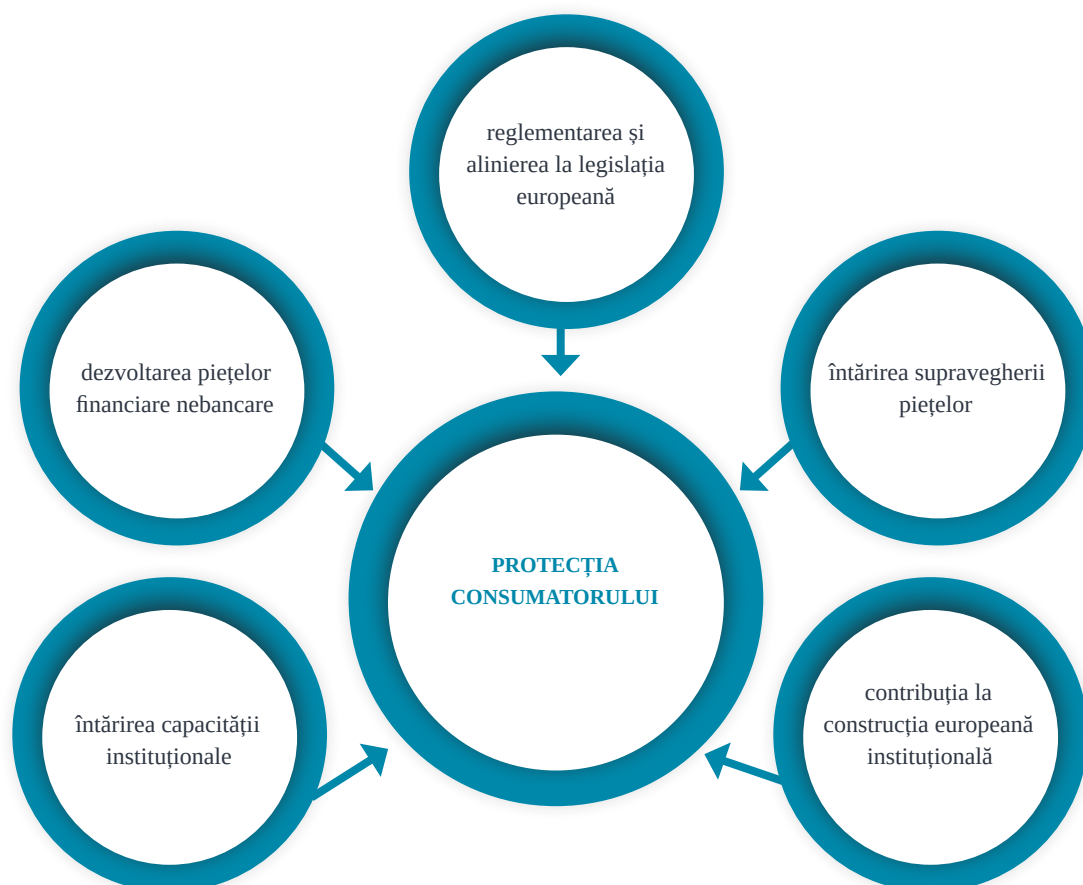 reglementarea și
alinierea la legislația
europeană
dezvoltarea piețelor
financiare nebancare
întărirea supravegherii
piețelor
PROTECȚIA
CONSUMATORULUI
întărirea capacității
instituționale
contribuția la
construcția europeană
instituțională